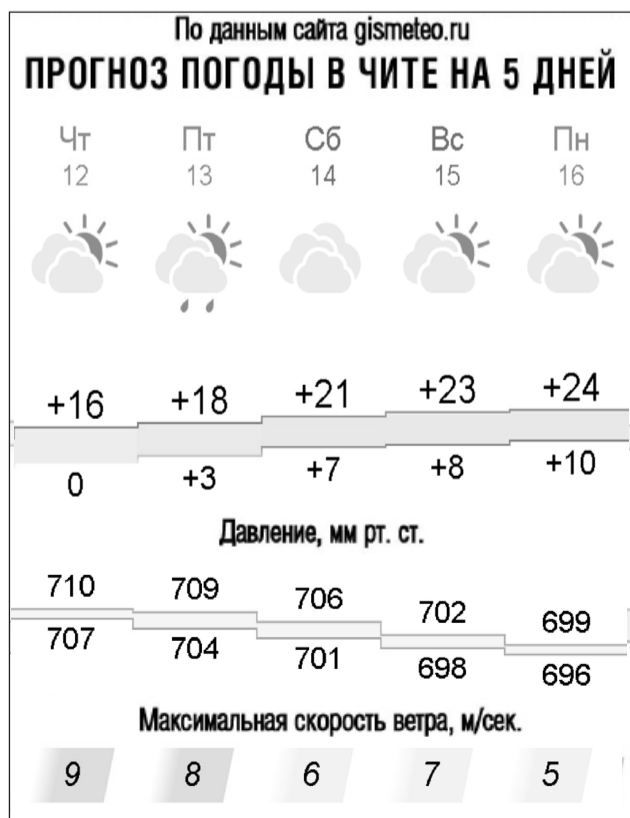 По данным сайта gismeteo.ru
ПРОГНОЗ ПОГОДЫ В ЧИТЕ НА 5 ДНЕЙ
Чт Пт Сб Вс Пн
12 13 14 15 16
+16 +18 +21 +23 +24
0 +3 +7 +8 +10
Давление, мм рт. ст.
710 709 706 702 699
707 704 701 698 696
Максимальная скорость ветра, м/сек.
9 8 6 7 5